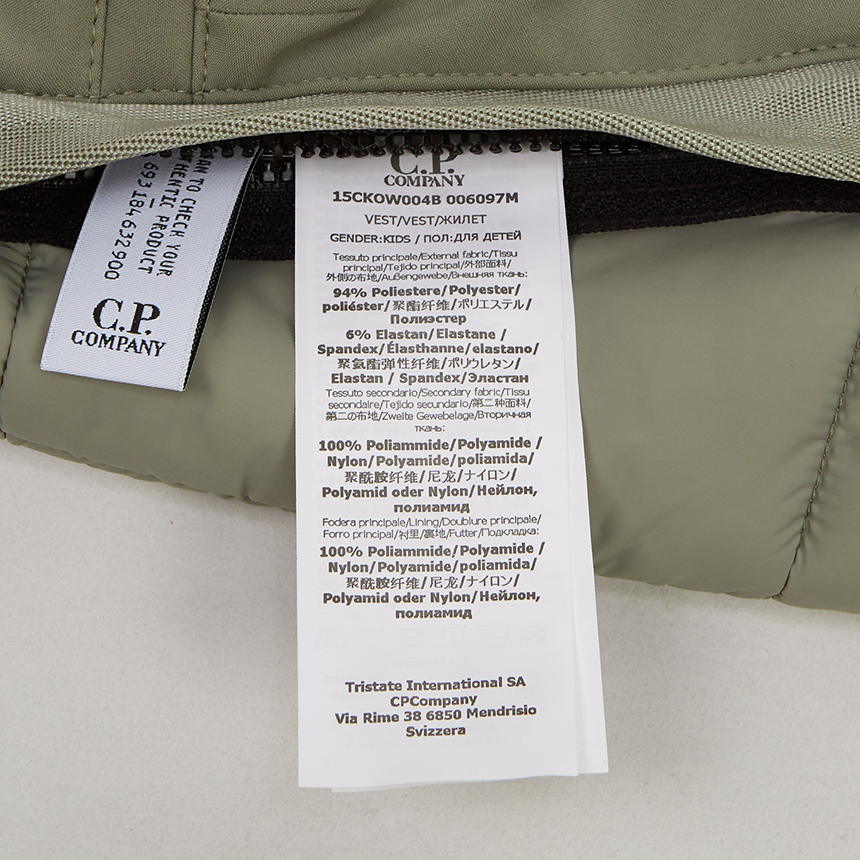 C.P.
COMPANY
15CKOW004B 006097M
VEST/VEST/ЖИЛЕТ
GENDER:KIDS / ПОЛ:ДЛЯ ДЕТЕЙ
Tessuto principale/External fabric/Tissu
principal/Tejido principal/外部面料/
外側の布地/Außengewebe/Внешняя ткань:
94% Poliestere/Polyester/
poliéster/聚酯纤维/ポリエステル/
Полиэстер
6% Elastan/Elastane/
Spandex/Élasthanne/elastano/
聚氨酯弹性纤维/ポリウレタン/
Elastan / Spandex/Эластан
Tessuto secondario/Secondary fabric/Tissu
secondaire/Tejido secundario/第二种面料/
第二の布地/Zweite Gewebelage/Вторичная
ткань:
100% Poliammide/Polyamide /
Nylon/Polyamide/poliamida/
聚酰胺纤维/尼龙/ナイロン/
Polyamid oder Nylon/Нейлон,
полиамид
Fodera principale/Lining/Doublure principale/
Forro principal/衬里/裏地/Futter/Подкладка:
100% Poliammide/Polyamide /
Nylon/Polyamide/poliamida/
聚酰胺纤维/尼龙/ナイロン/
Polyamid oder Nylon/Нейлон,
полиамид
Tristate International SA
CPCompany
Via Rime 38 6850 Mendrisio
Svizzera
TO CHECK YOUR
PRODUCT
693184632900
C.P.
COMPANY